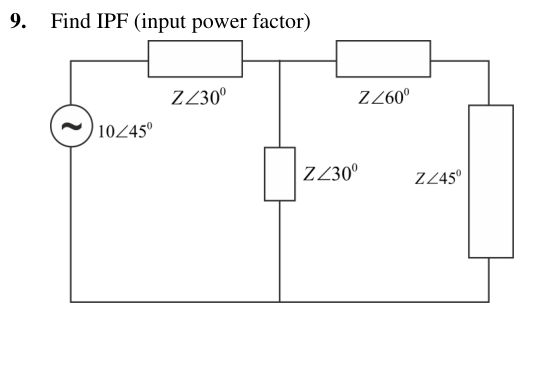 9. Find IPF (input power factor)
Z∠30⁰
Z∠60⁰
~ 10∠45⁰
Z∠30⁰
Z∠45⁰